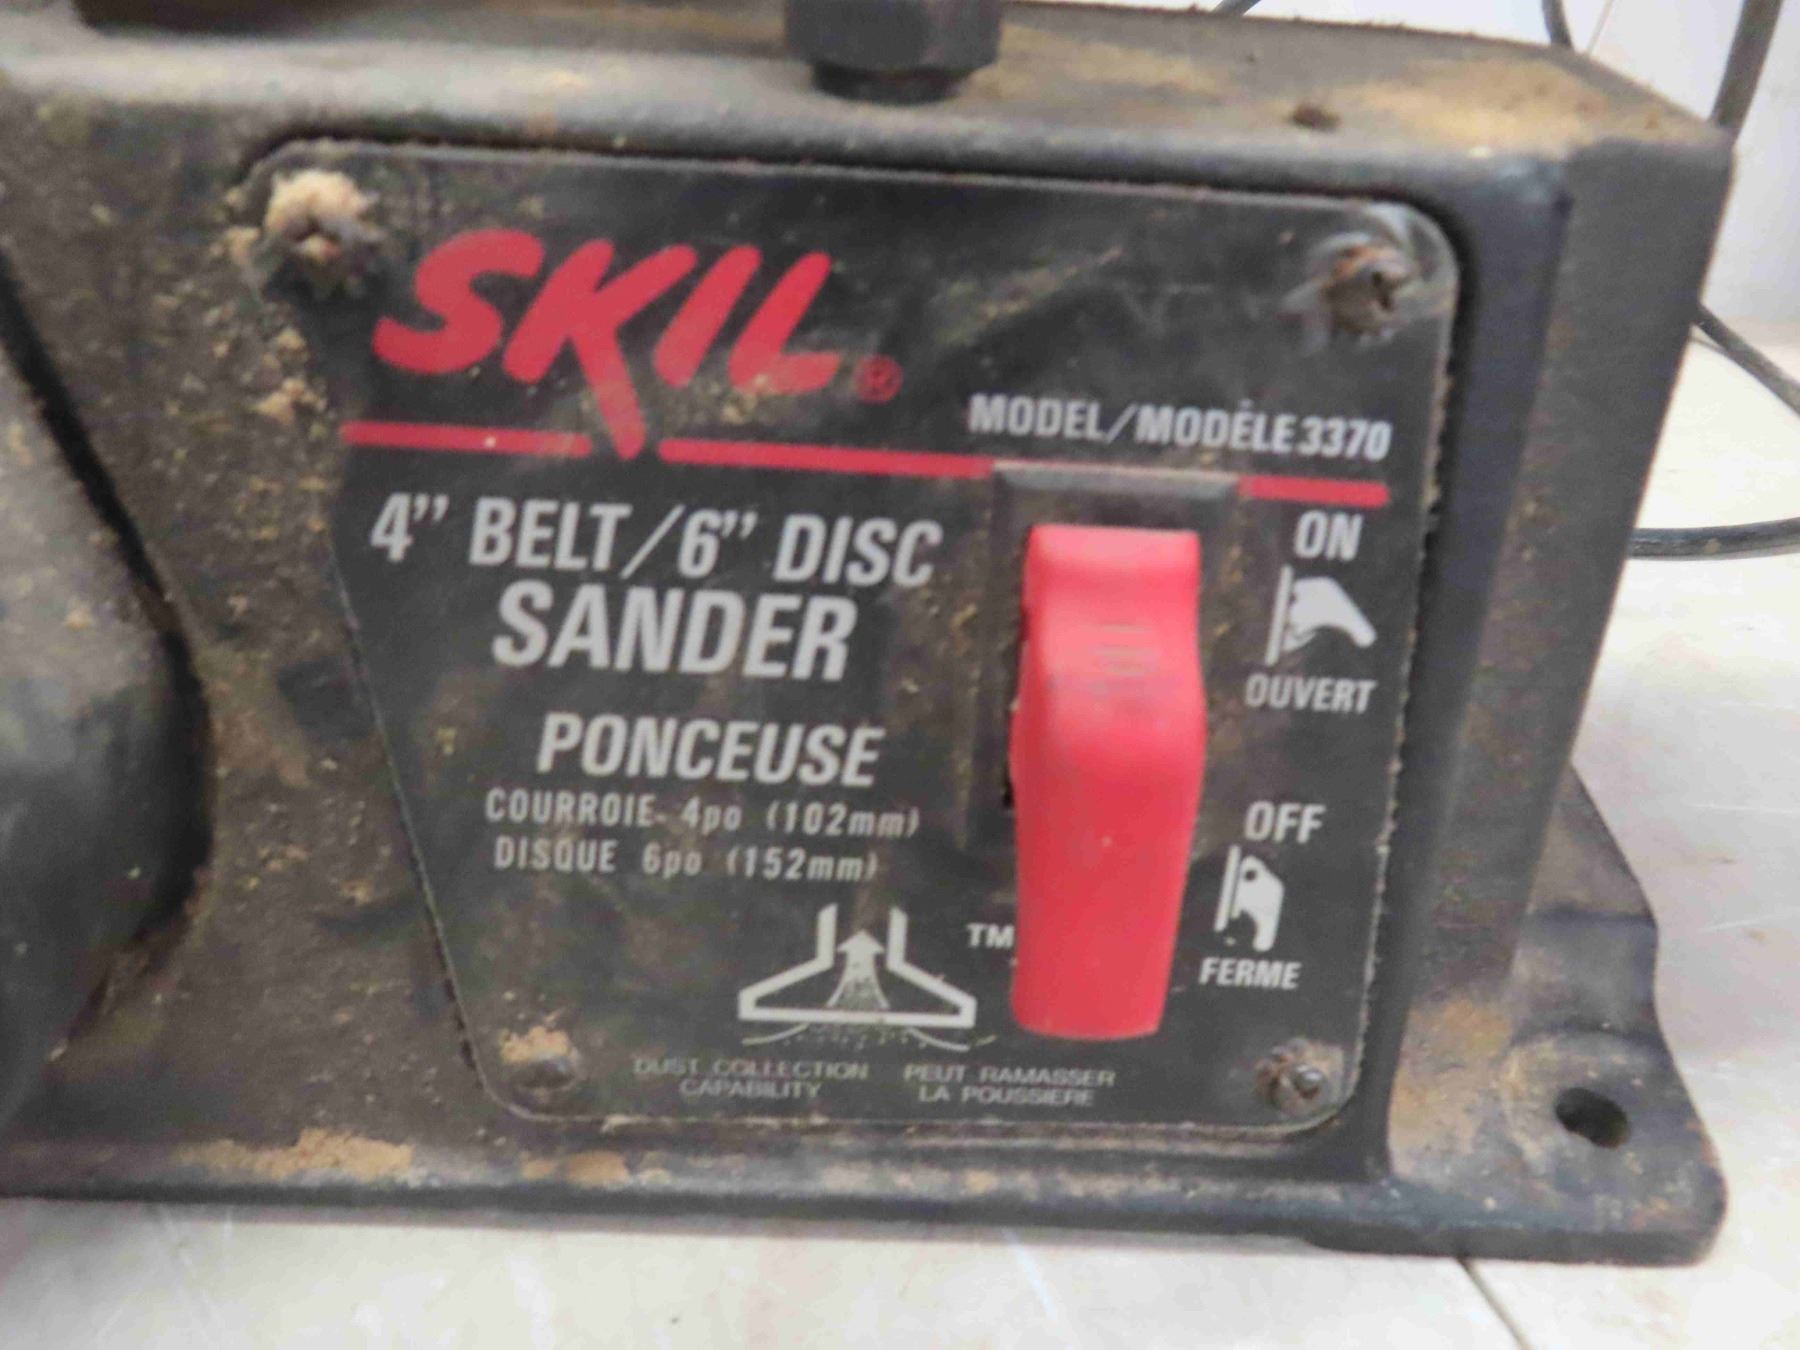 SKIL®
MODEL/MODÈLE 3370
4" BELT/6" DISC
SANDER
PONCEUSE
COURROIE- 4po (102mm)
DISQUE 6po (152mm)
ON
OUVERT
OFF
FERME
TM
DUST COLLECTION
CAPABILITY
PEUT RAMASSER
LA POUSSIERE